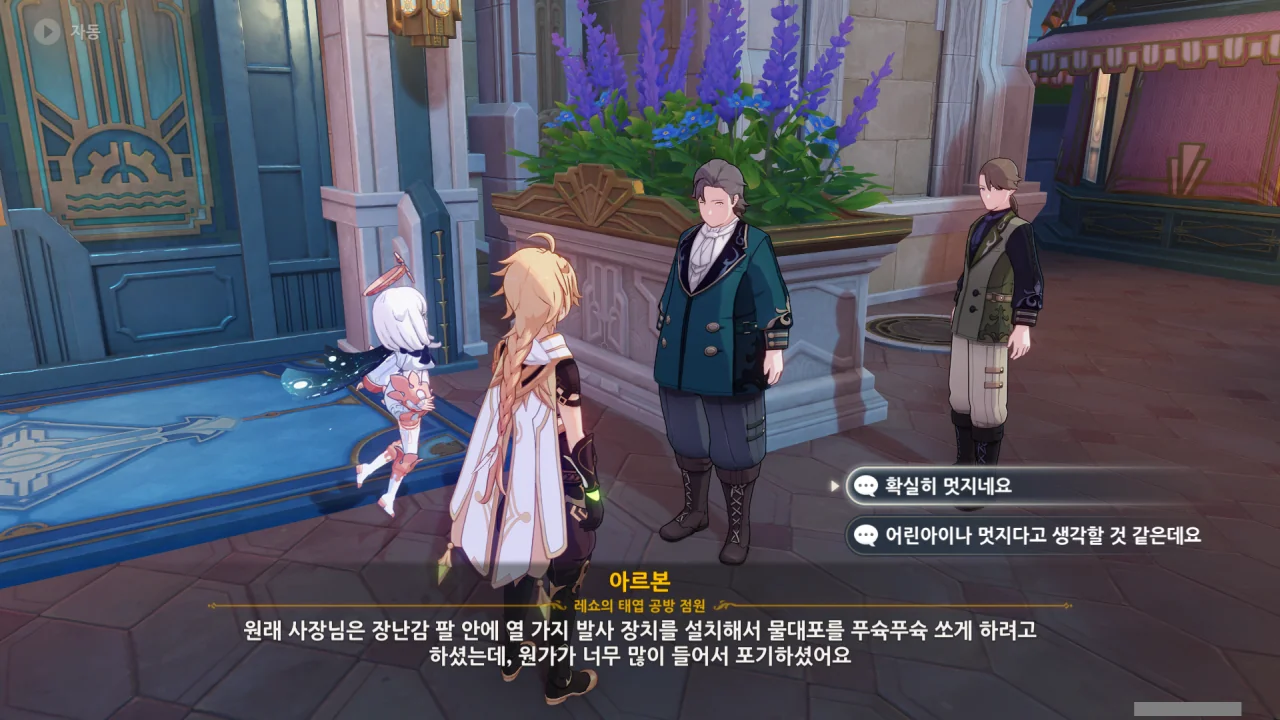 자동
확실히 멋지네요
어린아이나 멋지다고 생각할 것 같은데요
아르본
레쇼의 태엽 공방 점원
원래 사장님은 장난감 팔 안에 열 가지 발사 장치를 설치해서 물대포를 푸슉푸슉 쏘게 하려고
하셨는데, 원가가 너무 많이 들어서 포기하셨어요